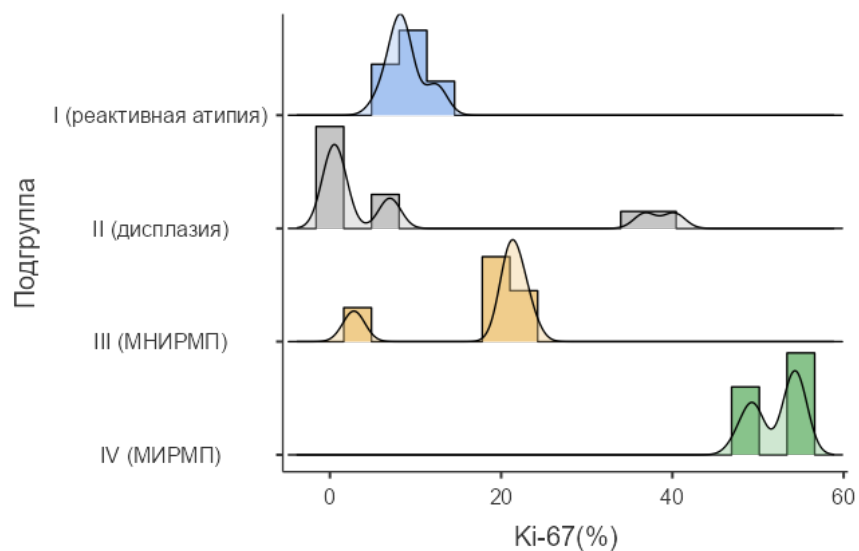 Подгруппа
I (реактивная атипия)
II (дисплазия)
III (МНИРМП)
IV (МИРМП)
0 20 40 60
Ki-67(%)